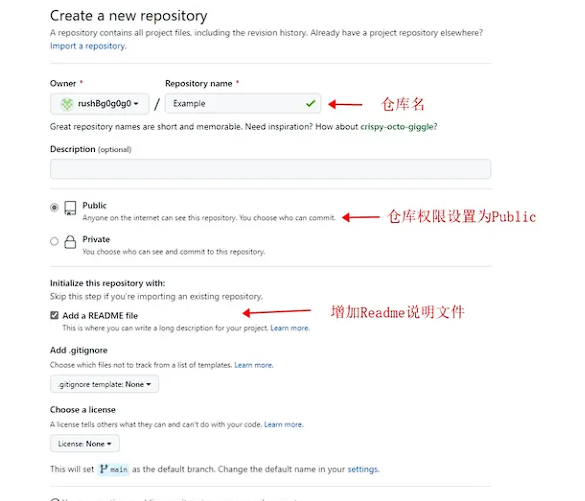 Create a new repository
A repository contains all project files, including the revision history. Already have a project repository elsewhere?
Import a repository.
Owner * Repository name *
rushBg0g0g0 / Example 仓库名
Great repository names are short and memorable. Need inspiration? How about crispy-octo-giggle?
Description (optional)
Public
Anyone on the internet can see this repository. You choose who can commit. 仓库权限设置为Public
Private
You choose who can see and commit to this repository.
Initialize this repository with:
Skip this step if you're importing an existing repository.
Add a README file 增加Readme说明文件
This is where you can write a long description for your project. Learn more.
Add .gitignore
Choose which files not to track from a list of templates. Learn more.
.gitignore template: None
Choose a license
A license tells others what they can and can't do with your code. Learn more.
License: None
This will set main as the default branch. Change the default name in your settings.